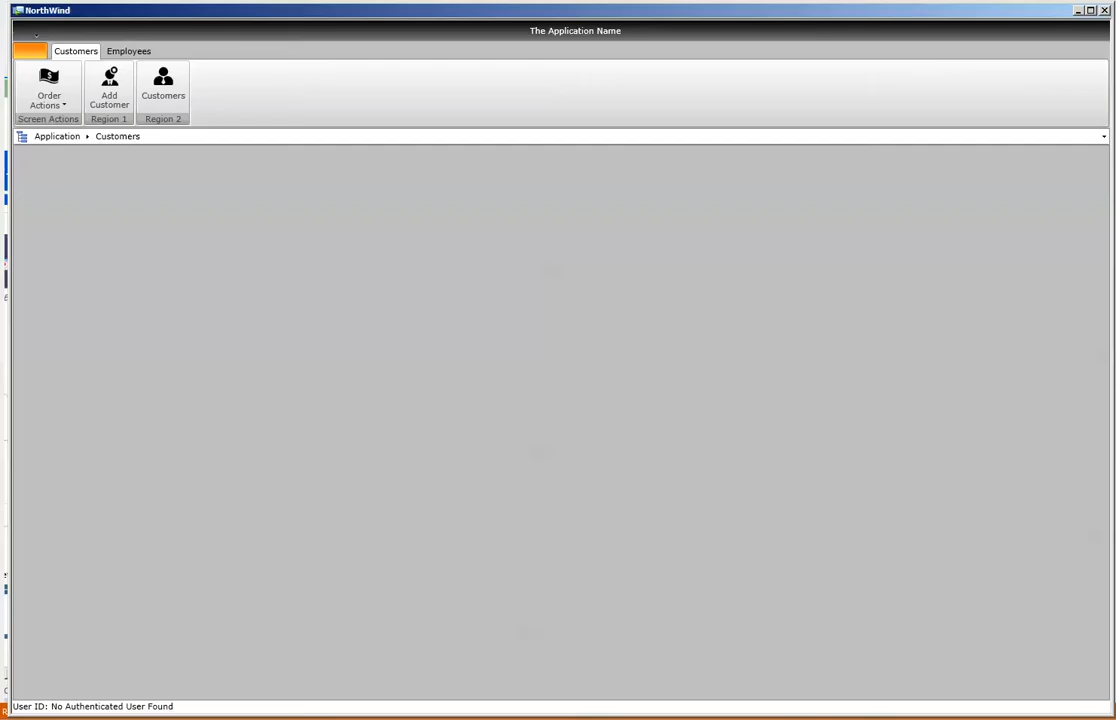 NorthWind
The Application Name
Customers Employees
Order Actions
Add Customer
Customers
Screen Actions Region 1 Region 2
Application Customers
User ID: No Authenticated User Found